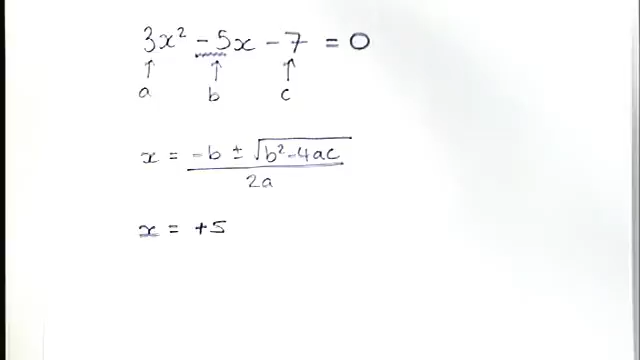 3x² - 5x - 7 = 0
↑ ↑ ↑
a b c
x = -b ± √b² - 4ac
2a
x = +5